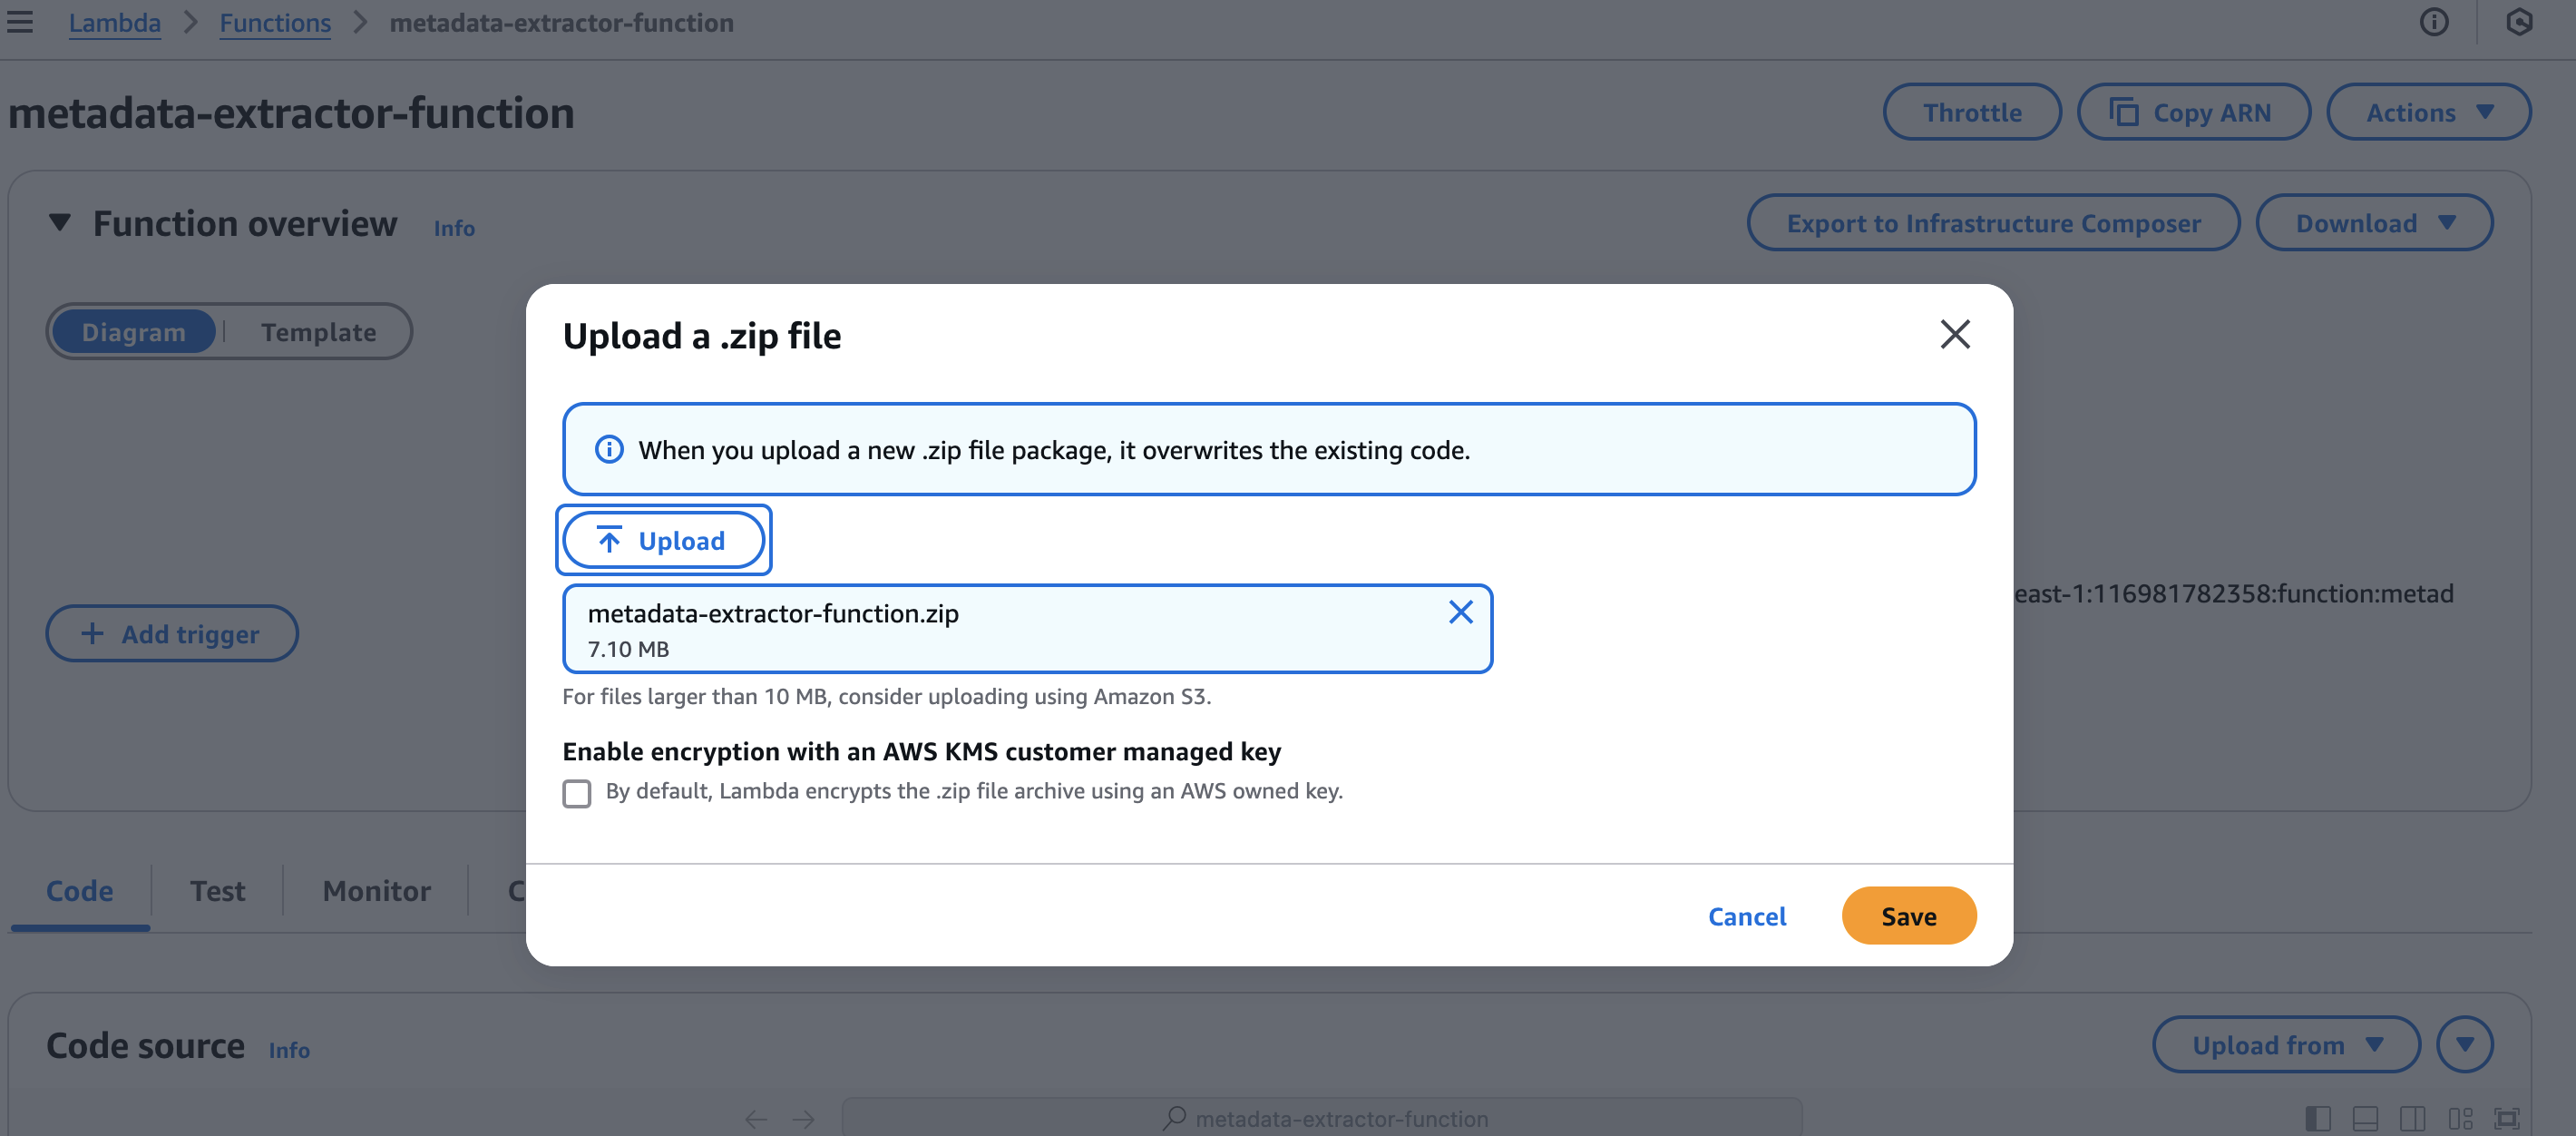 Lambda > Functions > metadata-extractor-function
metadata-extractor-function
Throttle
Copy ARN
Actions
Function overview Info
Export to Infrastructure Composer
Download
Diagram
Template
Upload a .zip file
When you upload a new .zip file package, it overwrites the existing code.
Upload
metadata-extractor-function.zip
7.10 MB
east-1:116981782358:function:metad
Add trigger
For files larger than 10 MB, consider uploading using Amazon S3.
Enable encryption with an AWS KMS customer managed key
By default, Lambda encrypts the .zip file archive using an AWS owned key.
Code
Test
Monitor
C
Cancel
Save
Code source Info
Upload from
metadata-extractor-function